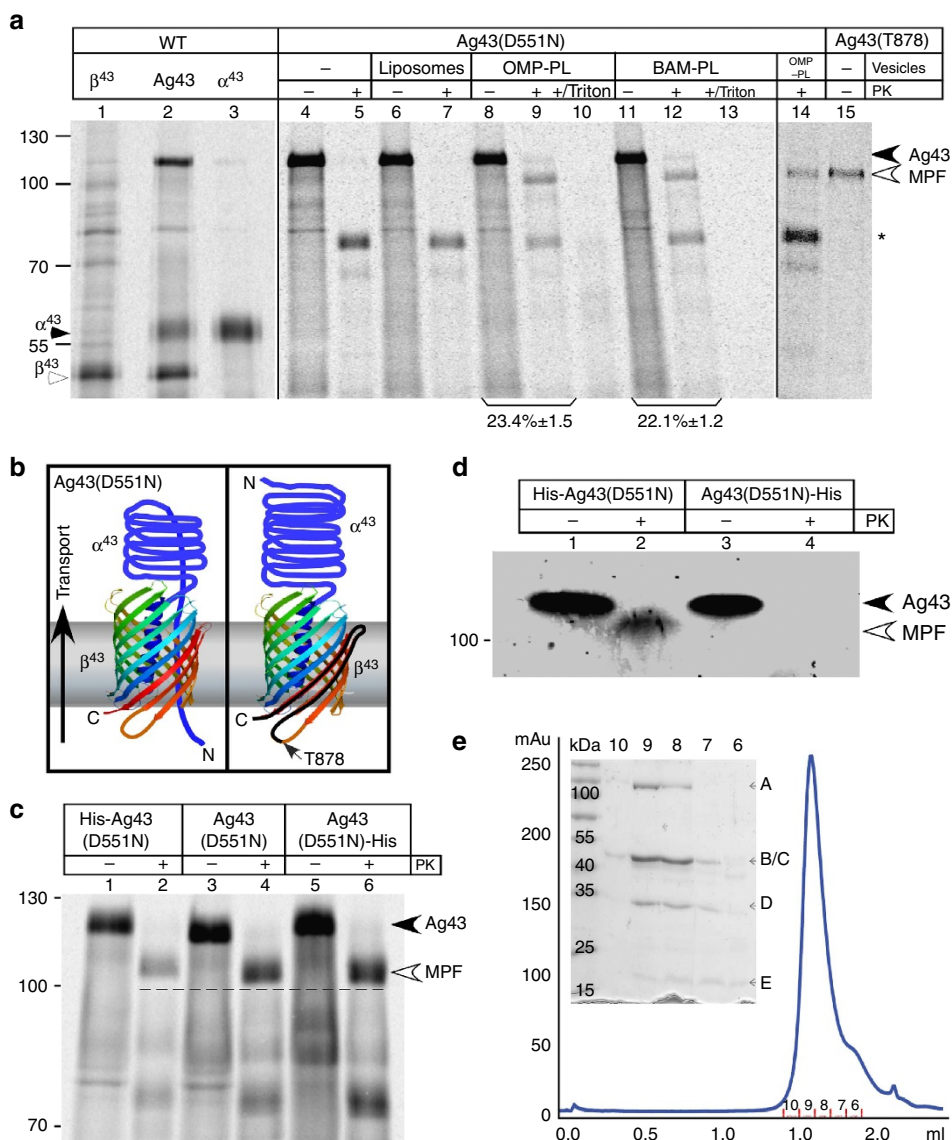 a
WT
Ag43(D551N)
Ag43(T878)
β43 Ag43 α43
– Liposomes OMP-PL BAM-PL OMP-PL – Vesicles
– + – + – + +/Triton – + +/Triton + – PK
1 2 3 4 5 6 7 8 9 10 11 12 13 14 15
130
100
70
α43
55
β43
Ag43
MPF
*
23.4%±1.5
22.1%±1.2
b
Ag43(D551N)
N
α43
α43
Transport
β43
β43
C
C
N
T878
c
His-Ag43 (D551N)
Ag43 (D551N)
Ag43 (D551N)-His
– + – + – + PK
1 2 3 4 5 6
130
Ag43
MPF
100
70
d
His-Ag43(D551N) Ag43(D551N)-His
– + – + PK
1 2 3 4
Ag43
MPF
100
e
mAu
250
200
150
100
50
0
kDa 10 9 8 7 6
100
55
40
35
25
15
A
B/C
D
E
10 9 8 7 6
0.0 0.5 1.0 1.0 2.0 ml